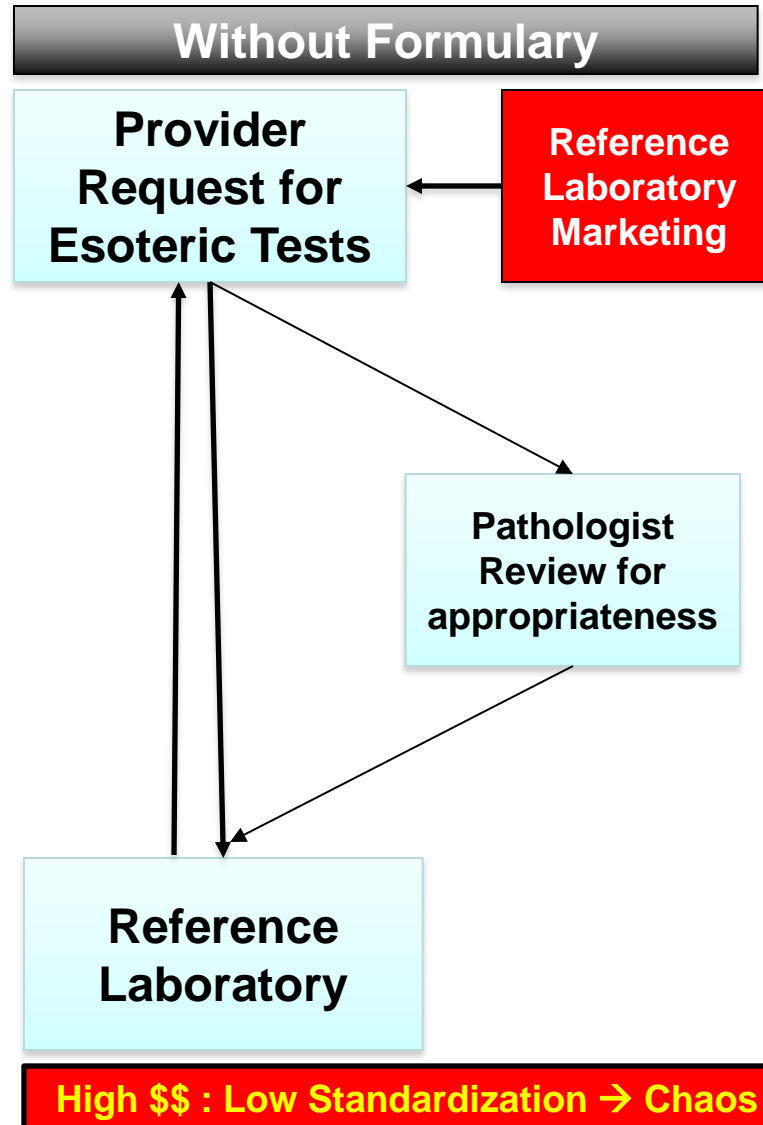 Without Formulary
Provider
Request for
Esoteric Tests
Reference
Laboratory
Marketing
Pathologist
Review for
appropriateness
Reference
Laboratory
High $$ : Low Standardization → Chaos